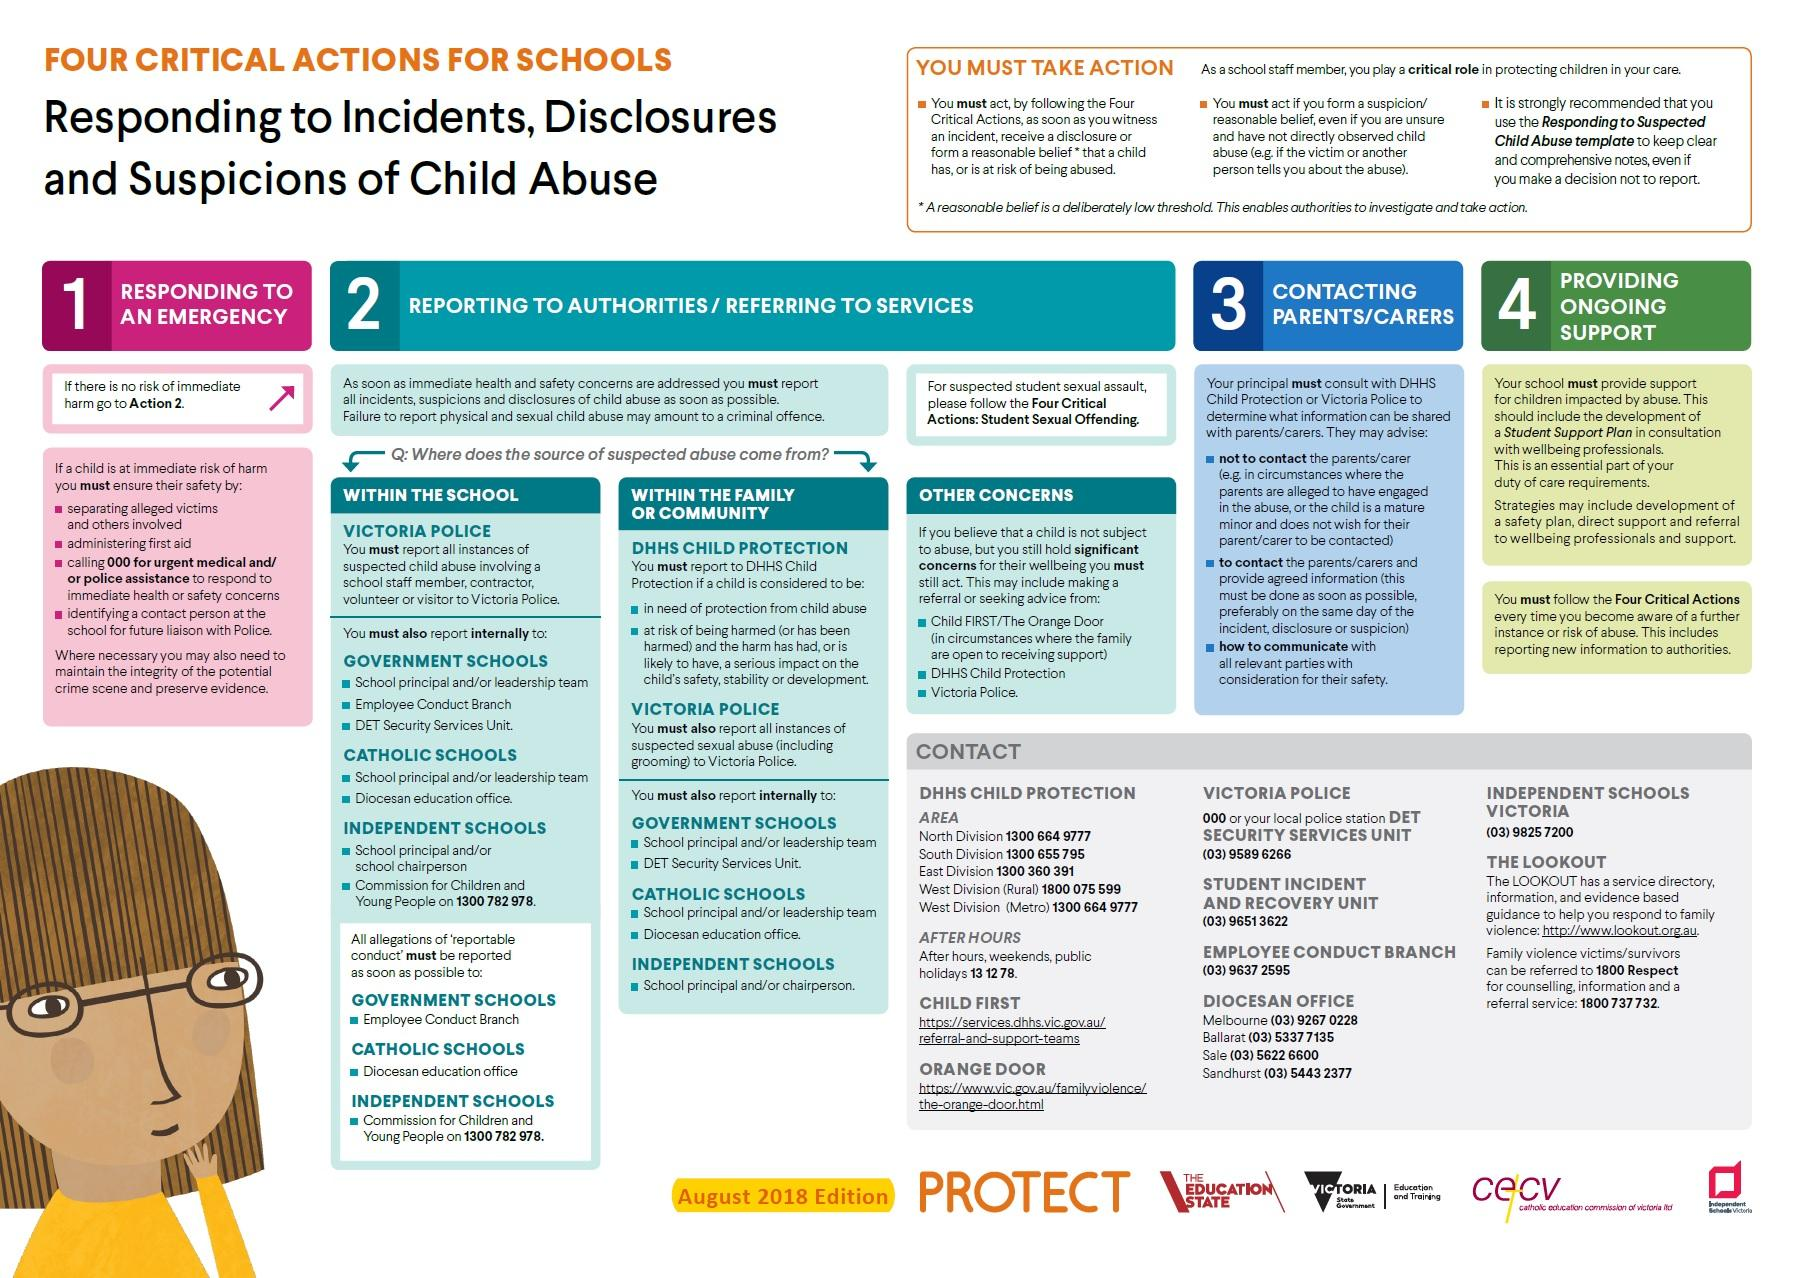 FOUR CRITICAL ACTIONS FOR SCHOOLS
Responding to Incidents, Disclosures
and Suspicions of Child Abuse
YOU MUST TAKE ACTION
As a school staff member, you play a critical role in protecting children in your care.
You must act, by following the Four
Critical Actions, as soon as you witness
an incident, receive a disclosure or
form a reasonable belief * that a child
has, or is at risk of being abused.
You must act if you form a suspicion/
reasonable belief, even if you are unsure
and have not directly observed child
abuse (e.g. if the victim or another
person tells you about the abuse).
It is strongly recommended that you
use the Responding to Suspected
Child Abuse template to keep clear
and comprehensive notes, even if
you make a decision not to report.
* A reasonable belief is a deliberately low threshold. This enables authorities to investigate and take action.
1 RESPONDING TO
AN EMERGENCY
If there is no risk of immediate
harm go to Action 2.
If a child is at immediate risk of harm
you must ensure their safety by:
separating alleged victims
and others involved
administering first aid
calling 000 for urgent medical and/
or police assistance to respond to
immediate health or safety concerns
identifying a contact person at the
school for future liaison with Police.
Where necessary you may also need to
maintain the integrity of the potential
crime scene and preserve evidence.
2 REPORTING TO AUTHORITIES / REFERRING TO SERVICES
As soon as immediate health and safety concerns are addressed you must report
all incidents, suspicions and disclosures of child abuse as soon as possible.
Failure to report physical and sexual child abuse may amount to a criminal offence.
Q: Where does the source of suspected abuse come from?
WITHIN THE SCHOOL
VICTORIA POLICE
You must report all instances of
suspected child abuse involving a
school staff member, contractor,
volunteer or visitor to Victoria Police.
You must also report internally to:
GOVERNMENT SCHOOLS
School principal and/or leadership team
Employee Conduct Branch
DET Security Services Unit.
CATHOLIC SCHOOLS
School principal and/or leadership team
Diocesan education office.
INDEPENDENT SCHOOLS
School principal and/or
school chairperson
Commission for Children and
Young People on 1300 782 978.
All allegations of ‘reportable
conduct’ must be reported
as soon as possible to:
GOVERNMENT SCHOOLS
Employee Conduct Branch
CATHOLIC SCHOOLS
Diocesan education office
INDEPENDENT SCHOOLS
Commission for Children and
Young People on 1300 782 978.
WITHIN THE FAMILY
OR COMMUNITY
DHHS CHILD PROTECTION
You must report to DHHS Child
Protection if a child is considered to be:
in need of protection from child abuse
at risk of being harmed (or has been
harmed) and the harm has had, or is
likely to have, a serious impact on the
child’s safety, stability or development.
VICTORIA POLICE
You must also report all instances of
suspected sexual abuse (including
grooming) to Victoria Police.
You must also report internally to:
GOVERNMENT SCHOOLS
School principal and/or leadership team
DET Security Services Unit.
CATHOLIC SCHOOLS
School principal and/or leadership team
Diocesan education office.
INDEPENDENT SCHOOLS
School principal and/or chairperson.
For suspected student sexual assault,
please follow the Four Critical
Actions: Student Sexual Offending.
OTHER CONCERNS
If you believe that a child is not subject
to abuse, but you still hold significant
concerns for their wellbeing you must
still act. This may include making a
referral or seeking advice from:
Child FIRST/The Orange Door
(in circumstances where the family
are open to receiving support)
DHHS Child Protection
Victoria Police.
3 CONTACTING
PARENTS/CARERS
Your principal must consult with DHHS
Child Protection or Victoria Police to
determine what information can be shared
with parents/carers. They may advise:
not to contact the parents/carer
(e.g. in circumstances where the
parents are alleged to have engaged
in the abuse, or the child is a mature
minor and does not wish for their
parent/carer to be contacted)
to contact the parents/carers and
provide agreed information (this
must be done as soon as possible,
preferably on the same day of the
incident, disclosure or suspicion)
how to communicate with
all relevant parties with
consideration for their safety.
4 PROVIDING
ONGOING
SUPPORT
Your school must provide support
for children impacted by abuse. This
should include the development of
a Student Support Plan in consultation
with wellbeing professionals.
This is an essential part of your
duty of care requirements.
Strategies may include development of
a safety plan, direct support and referral
to wellbeing professionals and support.
You must follow the Four Critical Actions
every time you become aware of a further
instance or risk of abuse. This includes
reporting new information to authorities.
CONTACT
DHHS CHILD PROTECTION
AREA
North Division 1300 664 9777
South Division 1300 655 795
East Division 1300 360 391
West Division (Rural) 1800 075 599
West Division (Metro) 1300 664 9777
AFTER HOURS
After hours, weekends, public
holidays 13 12 78.
CHILD FIRST
https://services.dhhs.vic.gov.au/
referral-and-support-teams
ORANGE DOOR
https://www.vic.gov.au/familyviolence/
the-orange-door.html
VICTORIA POLICE
000 or your local police station DET
SECURITY SERVICES UNIT
(03) 9589 6266
STUDENT INCIDENT
AND RECOVERY UNIT
(03) 9651 3622
EMPLOYEE CONDUCT BRANCH
(03) 9637 2595
DIOCESAN OFFICE
Melbourne (03) 9267 0228
Ballarat (03) 5337 7135
Sale (03) 5622 6600
Sandhurst (03) 5443 2377
INDEPENDENT SCHOOLS
VICTORIA
(03) 9825 7200
THE LOOKOUT
The LOOKOUT has a service directory,
information, and evidence based
guidance to help you respond to family
violence: http://www.lookout.org.au.
Family violence victims/survivors
can be referred to 1800 Respect
for counselling, information and a
referral service: 1800 737 732.
August 2018 Edition
PROTECT
THE
EDUCATION
STATE
VICTORIA
State
Government
Education
and Training
cecv
catholic education commission of victoria ltd
Independent
Schools Victoria